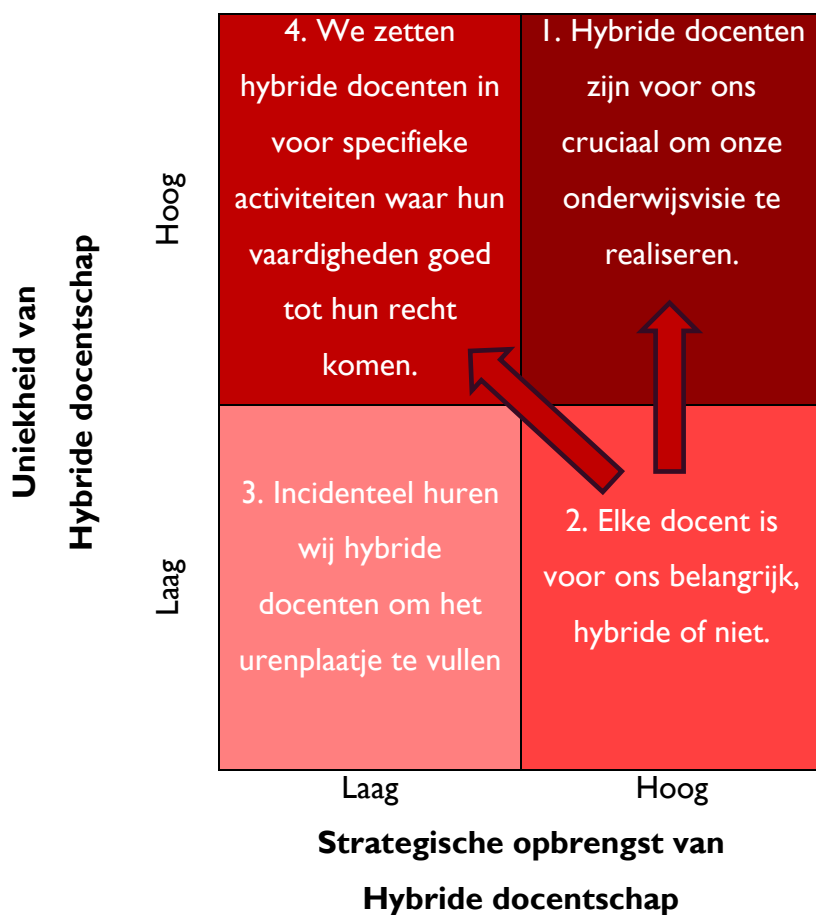 4. We zetten
hybride docenten in
voor specifieke
activiteiten waar hun
vaardigheden goed
tot hun recht
komen.
1. Hybride docenten
zijn voor ons
cruciaal om onze
onderwijsvisie te
realiseren.
Uniekheid van
Hybride docentschap
Hoog
Laag
3. Incidenteel huren
wij hybride
docenten om het
urenplaatje te vullen
2. Elke docent is
voor ons belangrijk,
hybride of niet.
Laag
Hoog
Strategische opbrengst van
Hybride docentschap